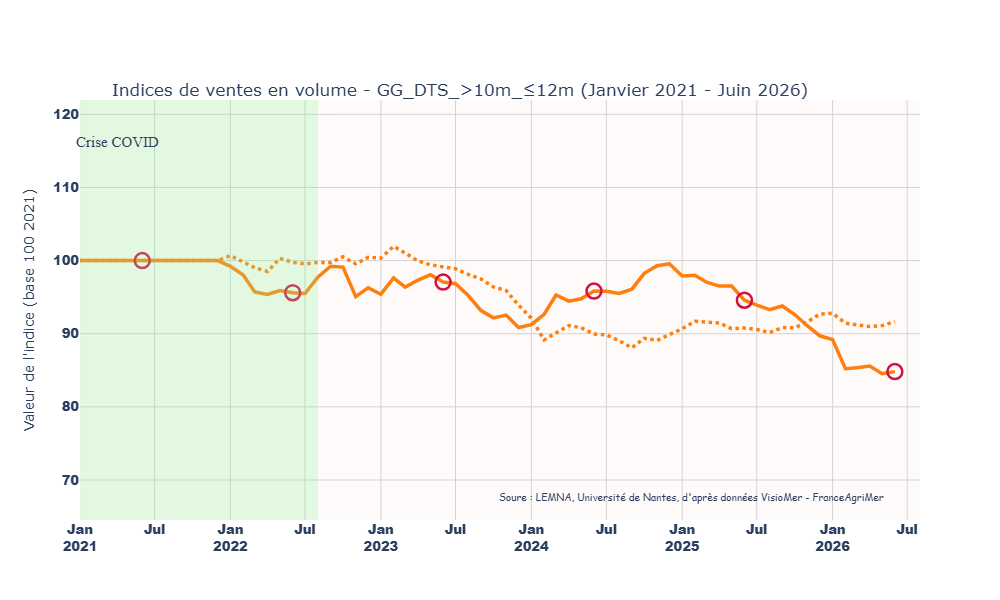 Indices de ventes en volume - GG_DTS_>10m_≤12m (Janvier 2021 - Juin 2026)
120
Crise COVID
110
100
90
80
70
Valeur de l'indice (base 100 2021)
Soure : LEMNA, Université de Nantes, d'après données VisioMer - FranceAgriMer
Jan Jul Jan Jul Jan Jul Jan Jul Jan Jul Jan Jul
2021 2022 2023 2024 2025 2026